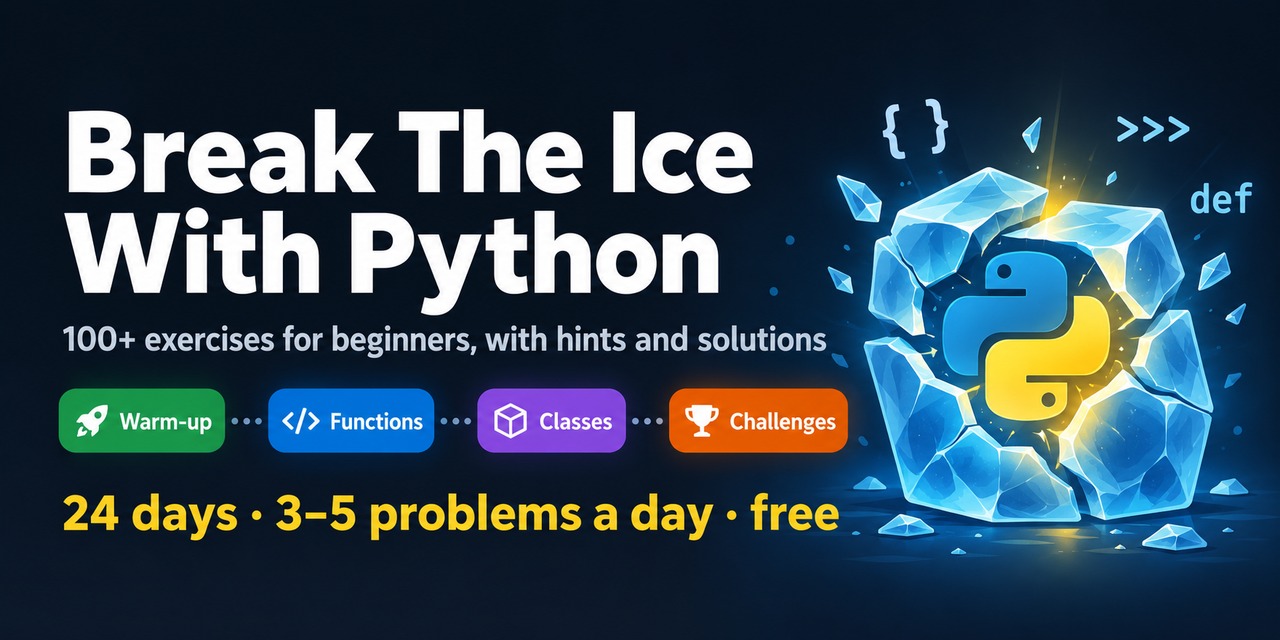 Break The Ice
With Python
100+ exercises for beginners, with hints and solutions
Warm-up
</> Functions
Classes
Challenges
24 days · 3–5 problems a day · free
{ }
>>>
def